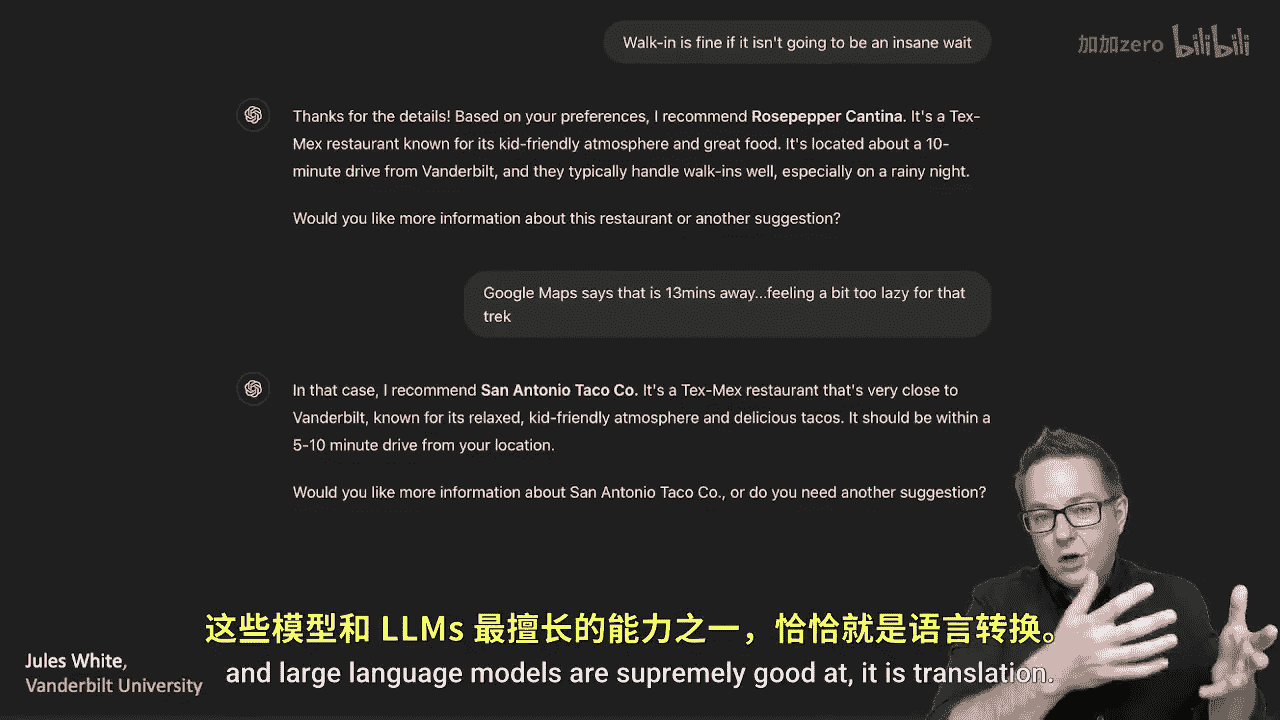 Walk-in is fine if it isn't going to be an insane wait
加加zero bilibili
Thanks for the details! Based on your preferences, I recommend Rosepepper Cantina. It's a Tex-
Mex restaurant known for its kid-friendly atmosphere and great food. It's located about a 10-
minute drive from Vanderbilt, and they typically handle walk-ins well, especially on a rainy night.
Would you like more information about this restaurant or another suggestion?
Google Maps says that is 13mins away...feeling a bit too lazy for that
trek
In that case, I recommend San Antonio Taco Co. It's a Tex-Mex restaurant that's very close to
Vanderbilt, known for its relaxed, kid-friendly atmosphere and delicious tacos. It should be within a
5-10 minute drive from your location.
Would you like more information about San Antonio Taco Co., or do you need another suggestion?
这些模型和 LLMs 最擅长的能力之一，恰恰就是语言转换。
and large language models are supremely good at, it is translation.
Jules White,
Vanderbilt University